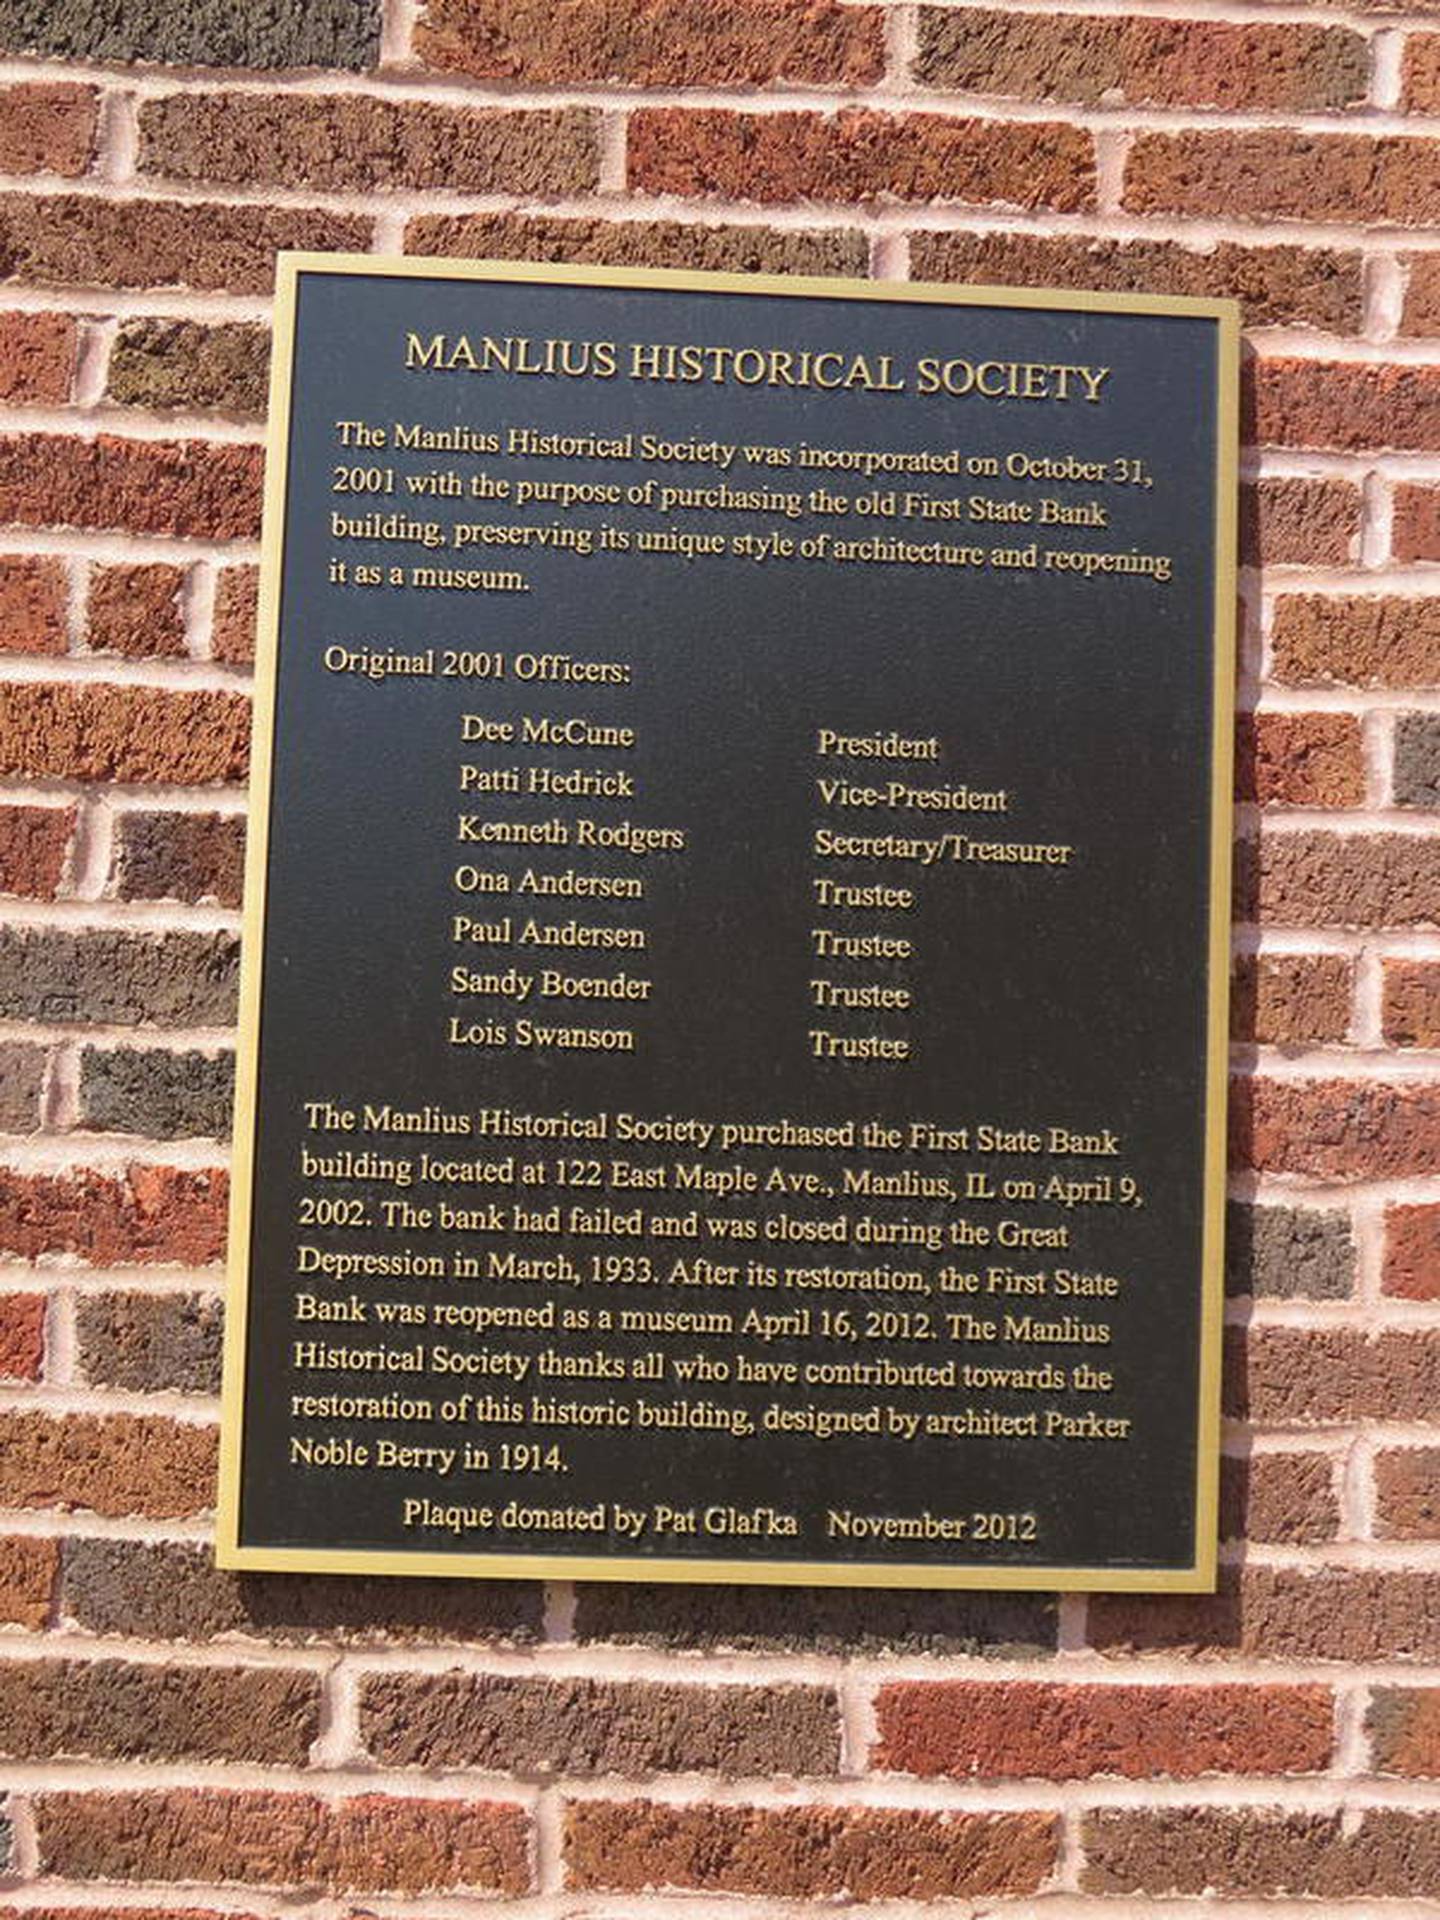 MANLIUS HISTORICAL SOCIETY
The Manlius Historical Society was incorporated on October 31,
2001 with the purpose of purchasing the old First State Bank
building, preserving its unique style of architecture and reopening
it as a museum.
Original 2001 Officers:
Dee McCune President
Patti Hedrick Vice-President
Kenneth Rodgers Secretary/Treasurer
Ona Andersen Trustee
Paul Andersen Trustee
Sandy Boender Trustee
Lois Swanson Trustee
The Manlius Historical Society purchased the First State Bank
building located at 122 East Maple Ave., Manlius, IL on April 9,
2002. The bank had failed and was closed during the Great
Depression in March, 1933. After its restoration, the First State
Bank was reopened as a museum April 16, 2012. The Manlius
Historical Society thanks all who have contributed towards the
restoration of this historic building, designed by architect Parker
Noble Berry in 1914.
Plaque donated by Pat Glafka November 2012